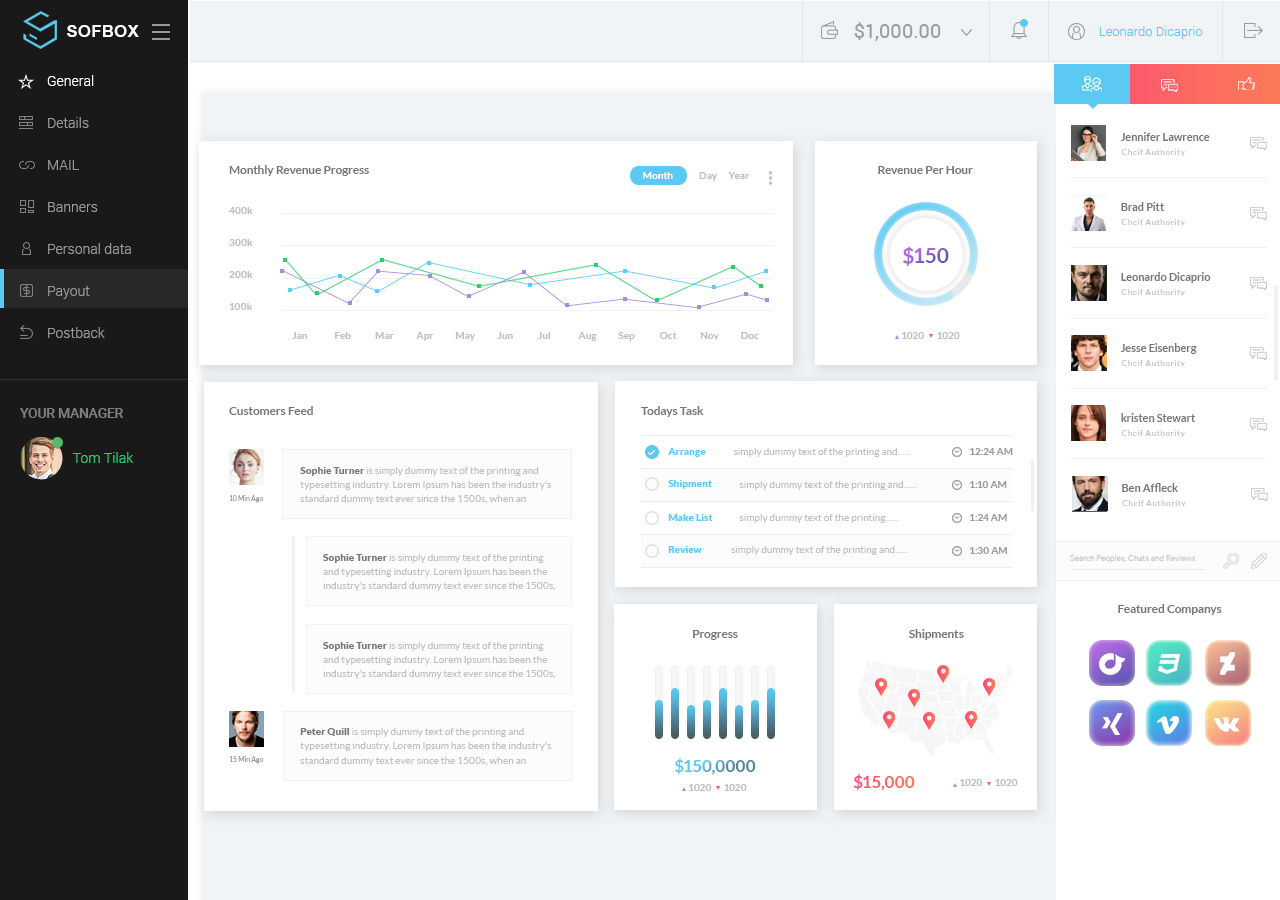 SOFBOX
$1,000.00
Leonardo Dicaprio
General
Details
MAIL
Banners
Personal data
Payout
Postback
YOUR MANAGER
Tom Tilak
Monthly Revenue Progress
Month Day Year
400k
300k
200k
100k
Jan Feb Mar Apr May Jun Jul Aug Sep Oct Nov Doc
Revenue Per Hour
$150
1020 1020
Customers Feed
10 Min Ago
Sophie Turner is simply dummy text of the printing and
typesetting industry. Lorem Ipsum has been the industry's
standard dummy text ever since the 1500s, when an
Sophie Turner is simply dummy text of the printing
and typesetting industry. Lorem Ipsum has been the
industry's standard dummy text ever since the 1500s,
Sophie Turner is simply dummy text of the printing
and typesetting industry. Lorem Ipsum has been the
industry's standard dummy text ever since the 1500s,
15 Min Ago
Peter Quill is simply dummy text of the printing and
typesetting industry. Lorem Ipsum has been the industry's
standard dummy text ever since the 1500s, when an
Todays Task
Arrange simply dummy text of the printing and...... 12:24 AM
Shipment simply dummy text of the printing and...... 1:10 AM
Make List simply dummy text of the printing...... 1:24 AM
Review simply dummy text of the printing and...... 1:30 AM
Progress
$150,0000
1020 1020
Shipments
$15,000
1020 1020
Jennifer Lawrence
Chcif Authority
Brad Pitt
Chcif Authority
Leonardo Dicaprio
Chcif Authority
Jesse Eisenberg
Chcif Authority
kristen Stewart
Chcif Authority
Ben Affleck
Chcif Authority
Search Peoples, Chats and Reviews
Featured Companys